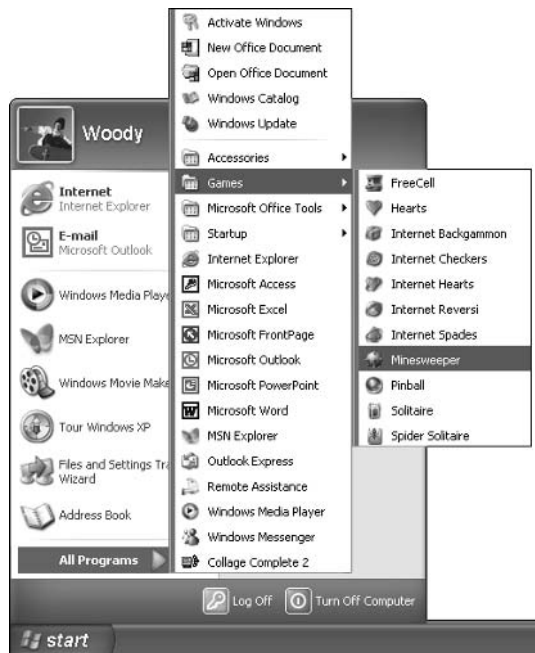 Woody
Internet
Internet Explorer
E-mail
Microsoft Outlook
Windows Media Playe
MSN Explorer
Windows Movie Make
Tour Windows XP
Files and Settings Tra
Wizard
Address Book
All Programs
Activate Windows
New Office Document
Open Office Document
Windows Catalog
Windows Update
Accessories
Games
Microsoft Office Tools
Startup
Internet Explorer
Microsoft Access
Microsoft Excel
Microsoft FrontPage
Microsoft Outlook
Microsoft PowerPoint
Microsoft Word
MSN Explorer
Outlook Express
Remote Assistance
Windows Media Player
Windows Messenger
Collage Complete 2
FreeCell
Hearts
Internet Backgammon
Internet Checkers
Internet Hearts
Internet Reversi
Internet Spades
Minesweeper
Pinball
Solitaire
Spider Solitaire
Log Off
Turn Off Computer
start